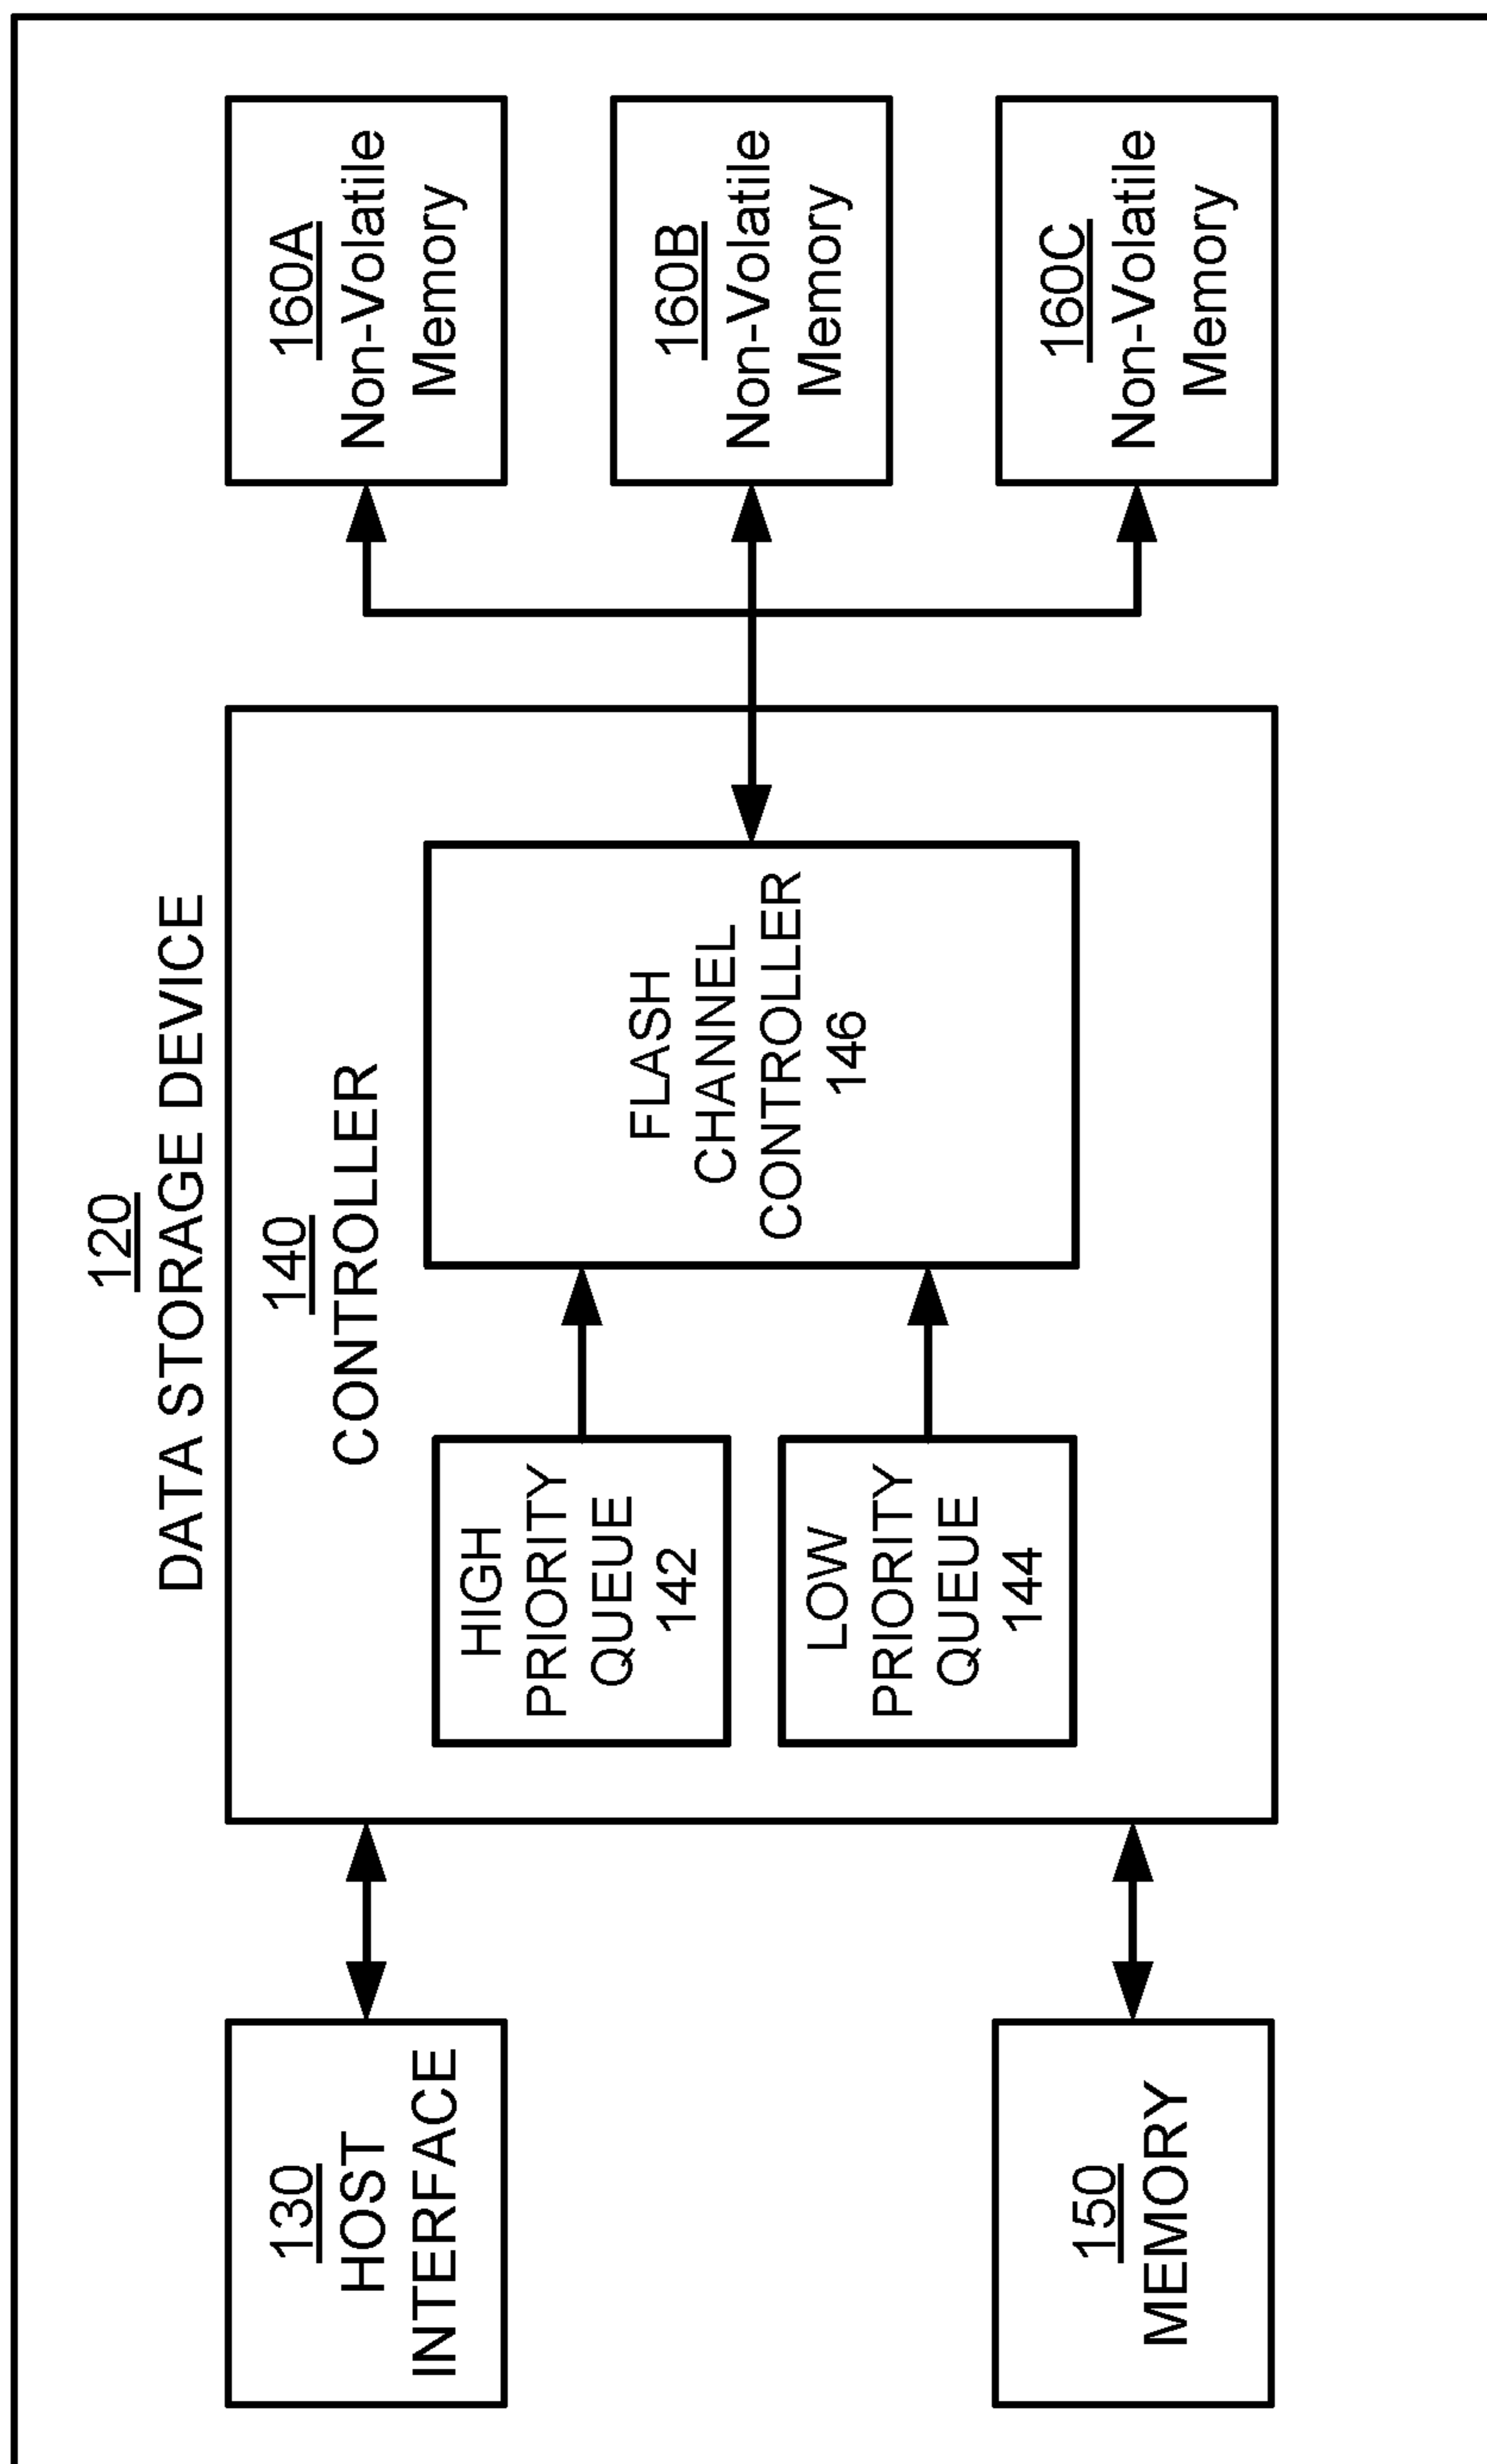 120
DATA STORAGE DEVICE
130
HOST
INTERFACE
150
MEMORY
140
CONTROLLER
HIGH
PRIORITY
QUEUE
142
LOW
PRIORITY
QUEUE
144
FLASH
CHANNEL
CONTROLLER
146
160A
Non-Volatile
Memory
160B
Non-Volatile
Memory
160C
Non-Volatile
Memory